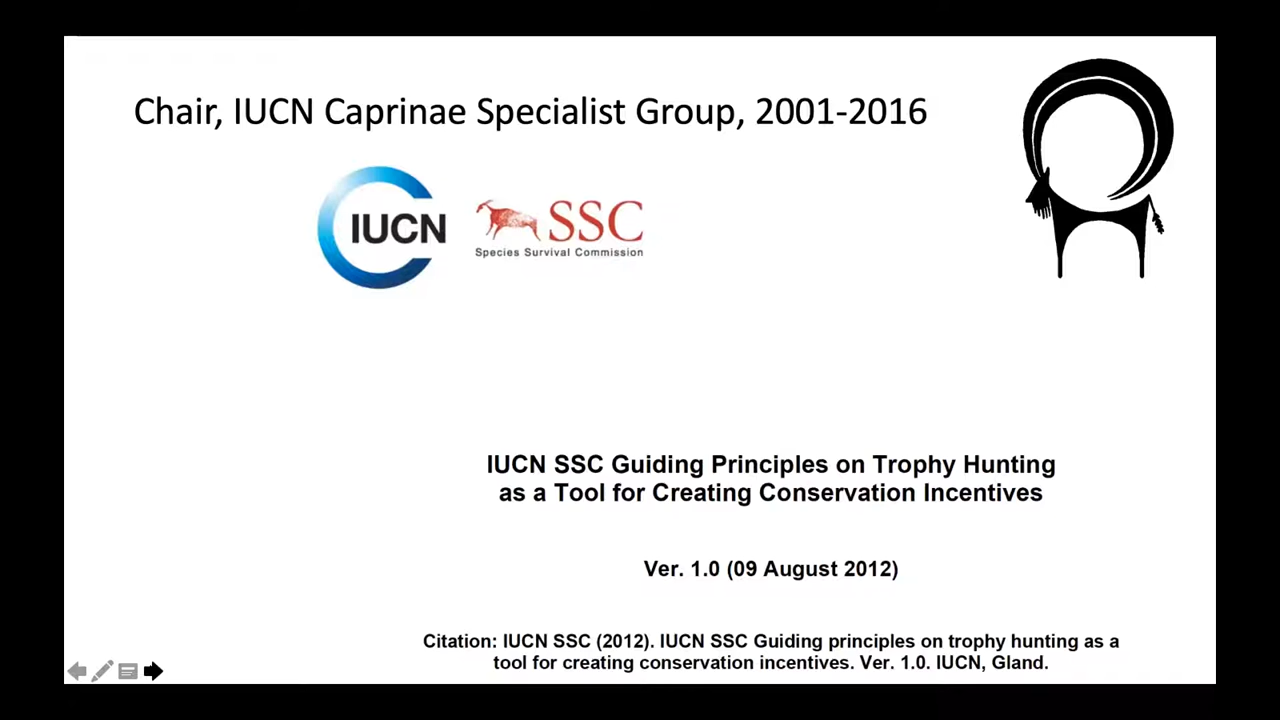 Chair, IUCN Caprinae Specialist Group, 2001-2016
IUCN
SSC
Species Survival Commission
IUCN SSC Guiding Principles on Trophy Hunting
as a Tool for Creating Conservation Incentives
Ver. 1.0 (09 August 2012)
Citation: IUCN SSC (2012). IUCN SSC Guiding principles on trophy hunting as a
tool for creating conservation incentives. Ver. 1.0. IUCN, Gland.